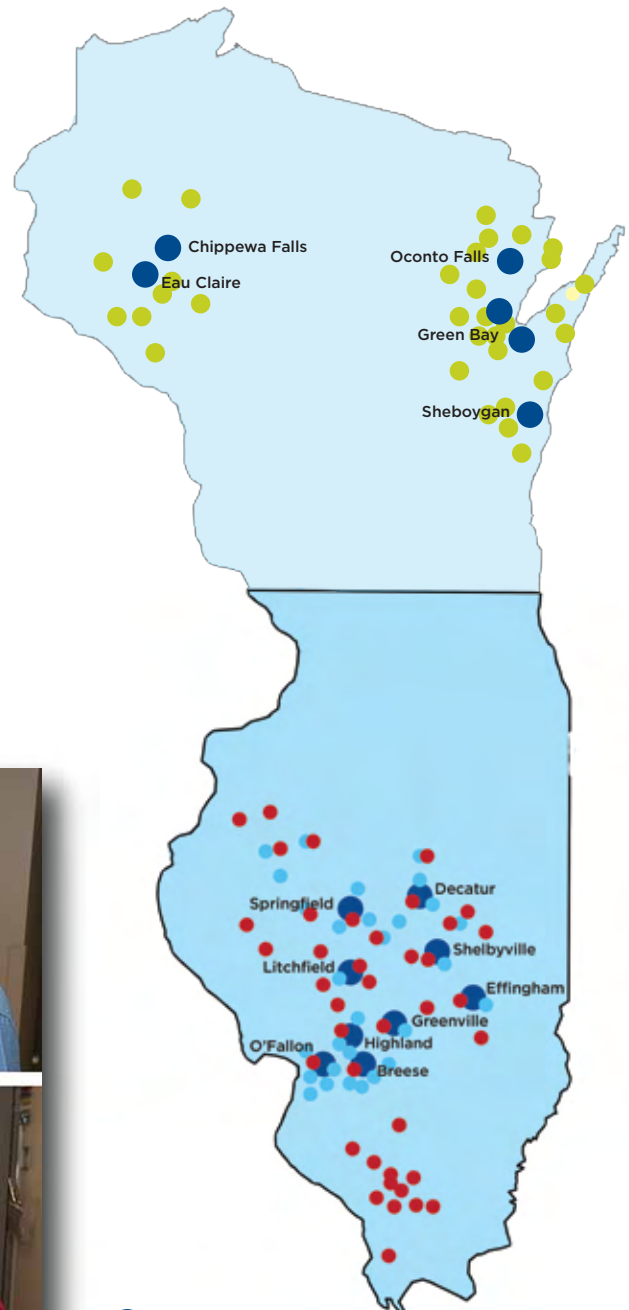 Chippewa Falls
Oconto Falls
Eau Claire
Green Bay
Sheboygan
Decatur
Springfield
Shelbyville
Litchfield
Effingham
Greenville
O'Fallon
Highland
Breese